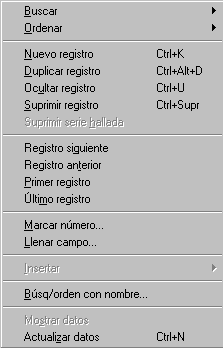 Buscar
Ordenar
Nuevo registro Ctrl+K
Duplicar registro Ctrl+Alt+D
Ocultar registro Ctrl+U
Suprimir registro Ctrl+Supr
Suprimir serie hallada
Registro siguiente
Registro anterior
Primer registro
Último registro
Marcar número...
Llenar campo...
Insertar
Búsq/orden con nombre...
Mostrar datos
Actualizar datos Ctrl+N